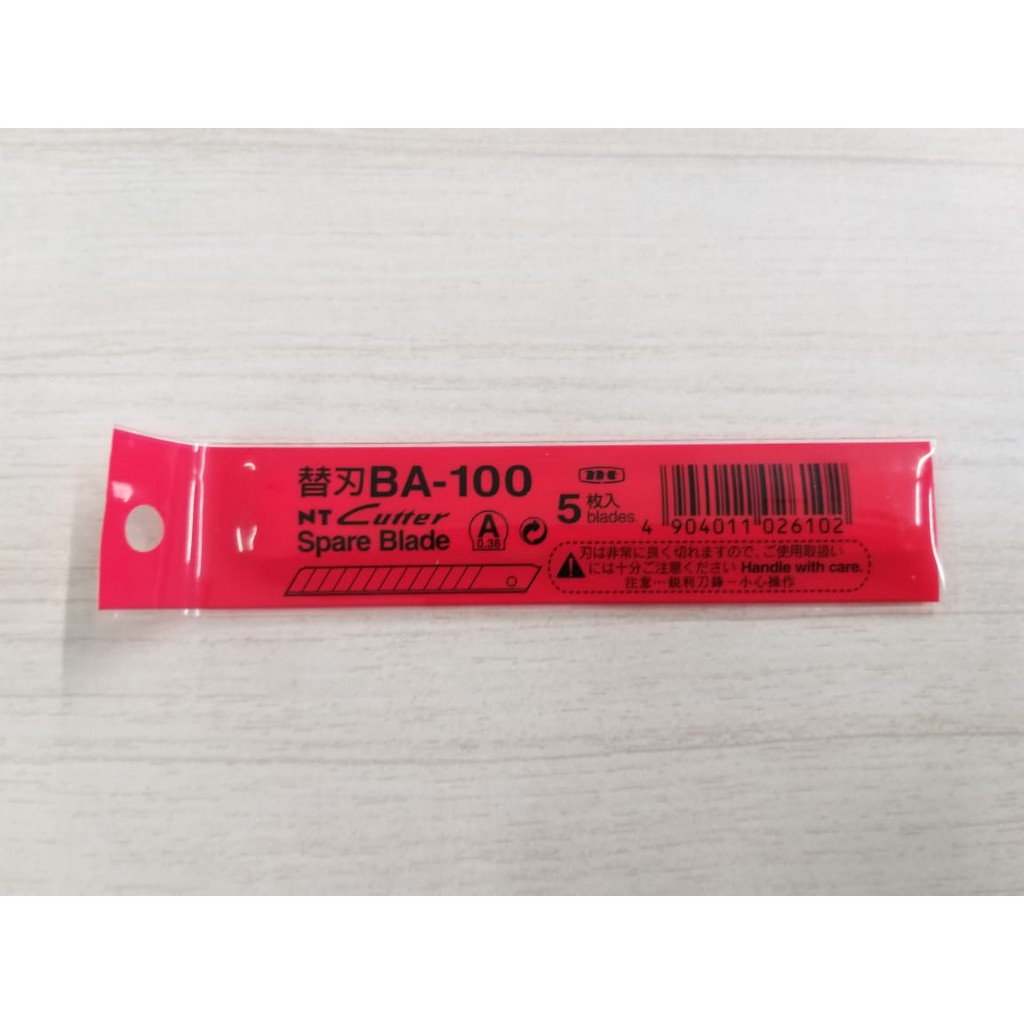 替刃BA-100
NT Cutter
Spare Blade
A
0.38
5枚入
blades
4 904011 026102
刃は非常に良く切れますので、ご使用取扱い
には十分ご注意ください Handle with care.
注意…鋭利刀鋒－小心操作